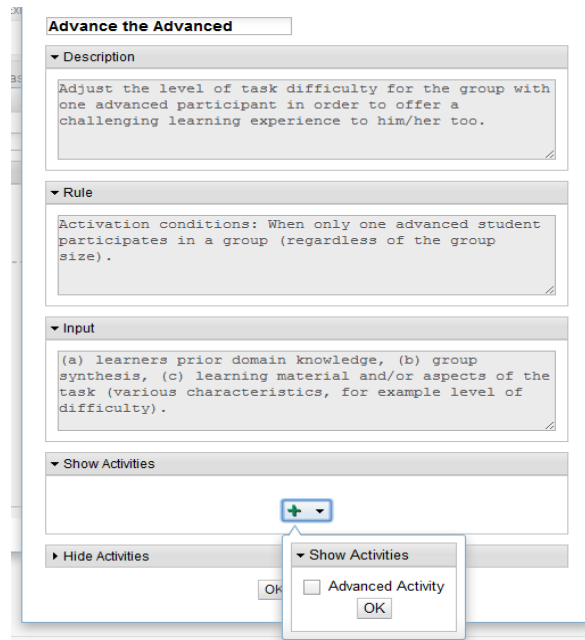 Advance the Advanced
Description
Adjust the level of task difficulty for the group with
one advanced participant in order to offer a
challenging learning experience to him/her too.
Rule
Activation conditions: When only one advanced student
participates in a group (regardless of the group
size).
Input
(a) learners prior domain knowledge, (b) group
synthesis, (c) learning material and/or aspects of the
task (various characteristics, for example level of
difficulty).
Show Activities
Hide Activities
Show Activities
Advanced Activity
OK